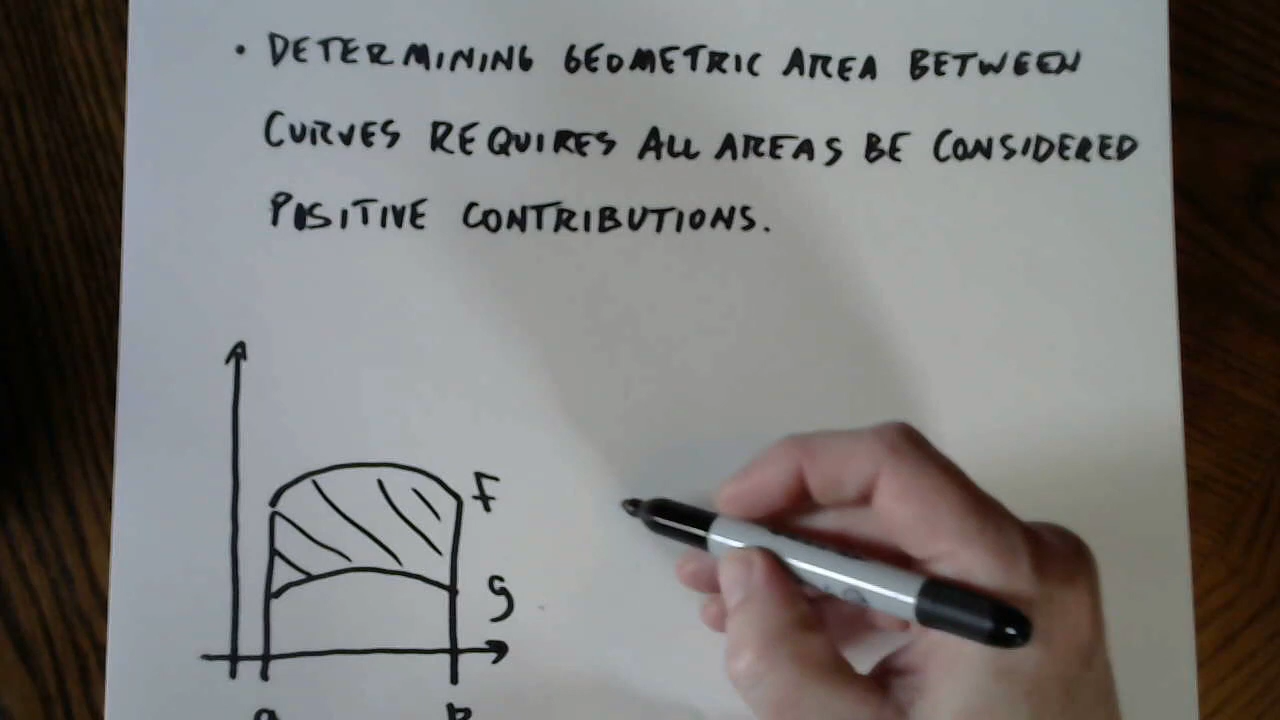 • DETERMINING GEOMETRIC AREA BETWEEN
CURVES REQUIRES ALL AREAS BE CONSIDERED
POSITIVE CONTRIBUTIONS.
F
g